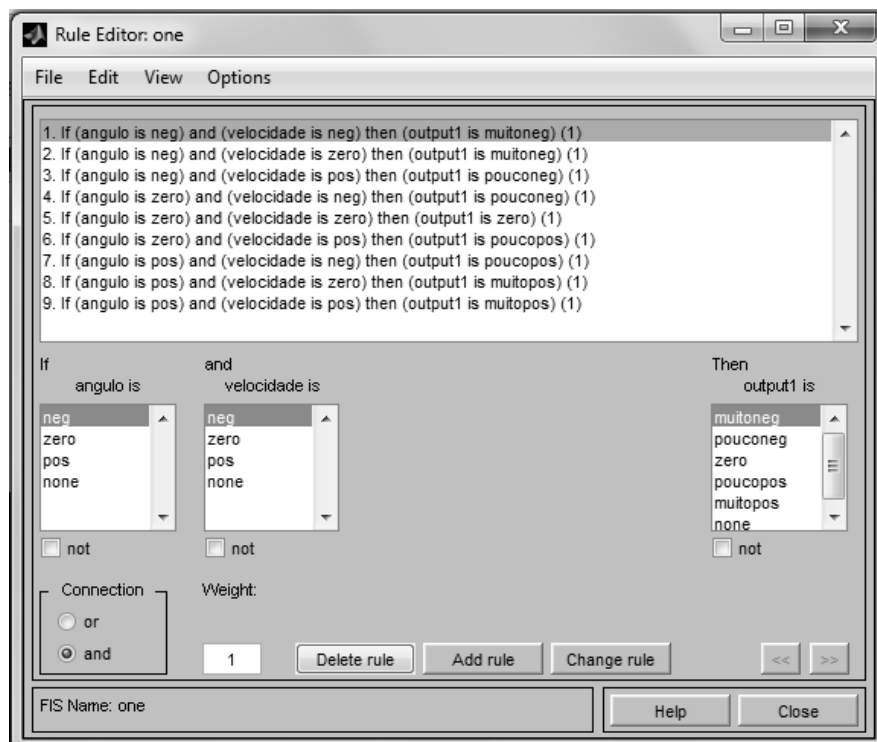 Rule Editor: one
File Edit View Options
1. If (angulo is neg) and (velocidade is neg) then (output1 is muitoneg) (1)
2. If (angulo is neg) and (velocidade is zero) then (output1 is muitoneg) (1)
3. If (angulo is neg) and (velocidade is pos) then (output1 is pouconeg) (1)
4. If (angulo is zero) and (velocidade is neg) then (output1 is pouconeg) (1)
5. If (angulo is zero) and (velocidade is zero) then (output1 is zero) (1)
6. If (angulo is zero) and (velocidade is pos) then (output1 is poucopos) (1)
7. If (angulo is pos) and (velocidade is neg) then (output1 is poucopos) (1)
8. If (angulo is pos) and (velocidade is zero) then (output1 is muitopos) (1)
9. If (angulo is pos) and (velocidade is pos) then (output1 is muitopos) (1)
If
angulo is
neg
zero
pos
none
not
and
velocidade is
neg
zero
pos
none
not
Then
output1 is
muitoneg
pouconeg
zero
poucopos
muitopos
none
not
Connection
or
and
Weight:
1
Delete rule
Add rule
Change rule
<<
>>
FIS Name: one
Help
Close